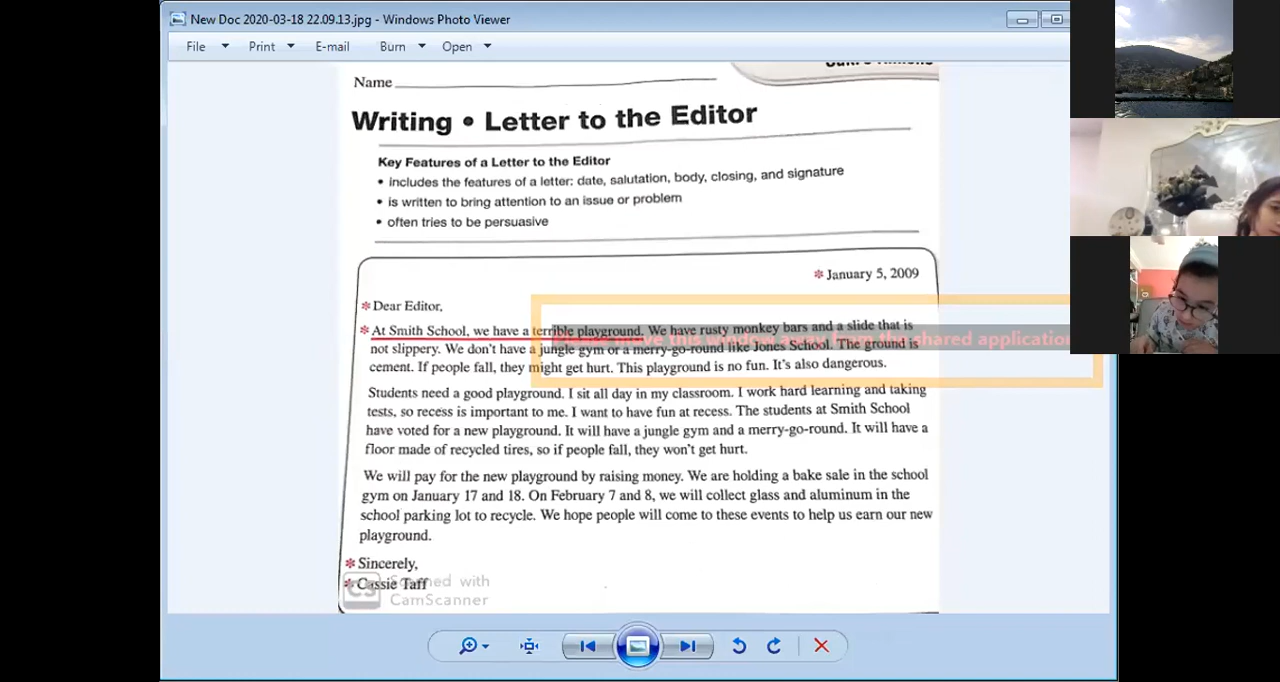 New Doc 2020-03-18 22.09.13.jpg - Windows Photo Viewer
File Print E-mail Burn Open
Name
Writing • Letter to the Editor
Key Features of a Letter to the Editor
• includes the features of a letter: date, salutation, body, closing, and signature
• is written to bring attention to an issue or problem
• often tries to be persuasive
* January 5, 2009
* Dear Editor,
* At Smith School, we have a terrible playground. We have rusty monkey bars and a slide that is
move this window away from the shared application
not slippery. We don't have a jungle gym or a merry-go-round like Jones School. The ground is
cement. If people fall, they might get hurt. This playground is no fun. It's also dangerous.
Students need a good playground. I sit all day in my classroom. I work hard learning and taking
tests, so recess is important to me. I want to have fun at recess. The students at Smith School
have voted for a new playground. It will have a jungle gym and a merry-go-round. It will have a
floor made of recycled tires, so if people fall, they won't get hurt.
We will pay for the new playground by raising money. We are holding a bake sale in the school
gym on January 17 and 18. On February 7 and 8, we will collect glass and aluminum in the
school parking lot to recycle. We hope people will come to these events to help us earn our new
playground.
* Sincerely,
* Cassie Taff
CS Scanned with
CamScanner